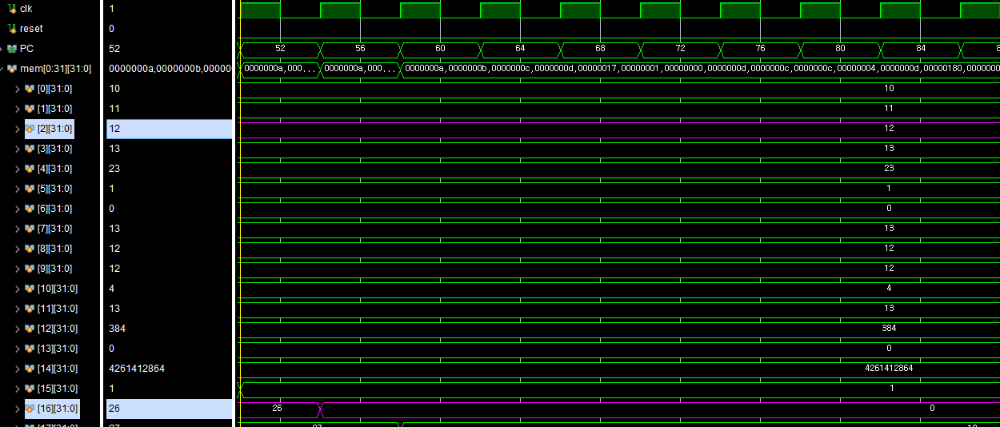 clk 1
reset 0
PC 52 52 56 60 64 68 72 76 80 84
mem[0:31][31:0] 0000000a,0000000b,00000 0000000a,000... 0000000a,000... 0000000a,0000000b,0000000c,0000000d,00000017,00000001,00000000,0000000d,0000000c,0000000c,00000004,0000000d,00000180,0000000
[0][31:0] 10 10
[1][31:0] 11 11
[2][31:0] 12 12
[3][31:0] 13 13
[4][31:0] 23 23
[5][31:0] 1 1
[6][31:0] 0 0
[7][31:0] 13 13
[8][31:0] 12 12
[9][31:0] 12 12
[10][31:0] 4 4
[11][31:0] 13 13
[12][31:0] 384 384
[13][31:0] 0 0
[14][31:0] 4261412864 4261412864
[15][31:0] 1 1
[16][31:0] 26 26 0